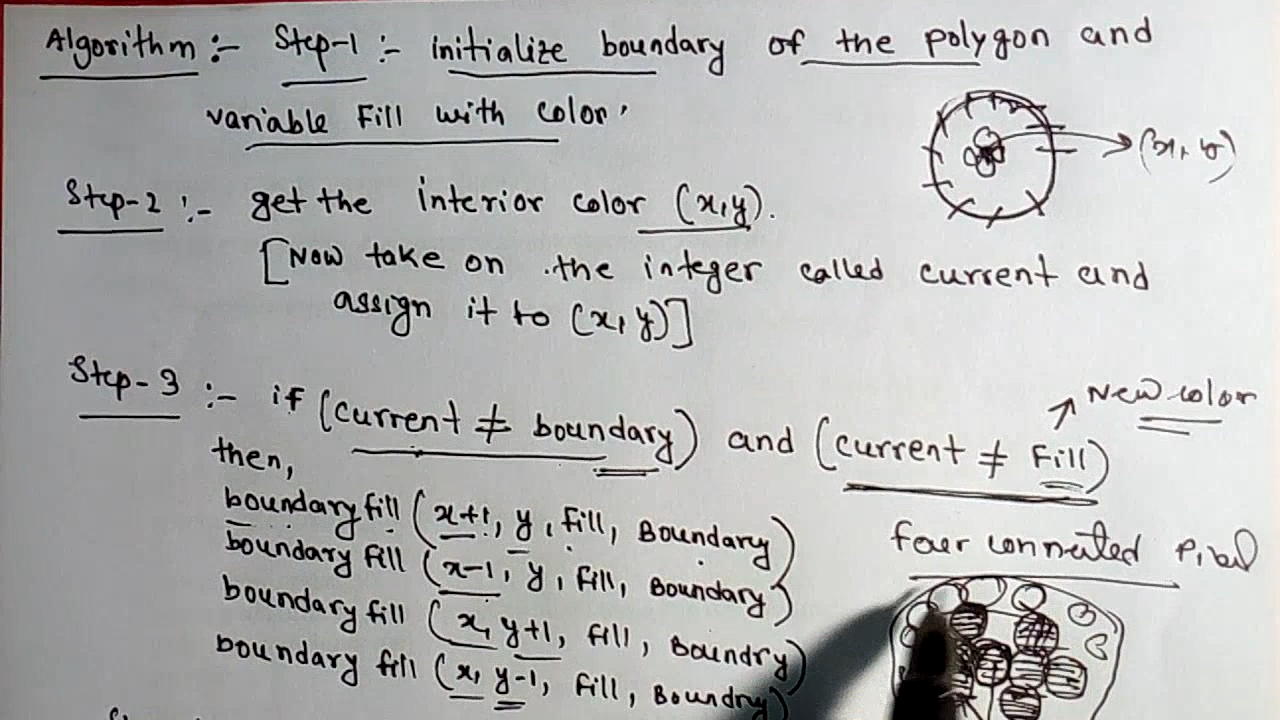 Algorithm :- Step-1 :- initialize boundary of the polygon and
variable Fill with color.
(x, y)
Step-2 :- get the interior color (x,y).
[Now take on the integer called current and
assign it to (x,y)]
Step-3 :- if (current ≠ boundary) and (current ≠ Fill)
New color
then,
boundary fill (x+1, y, fill, Boundary)
boundary fill (x-1, y, fill, Boundary)
boundary fill (x, y+1, fill, Boundry)
boundary fill (x, y-1, fill, Boundry)
four connected